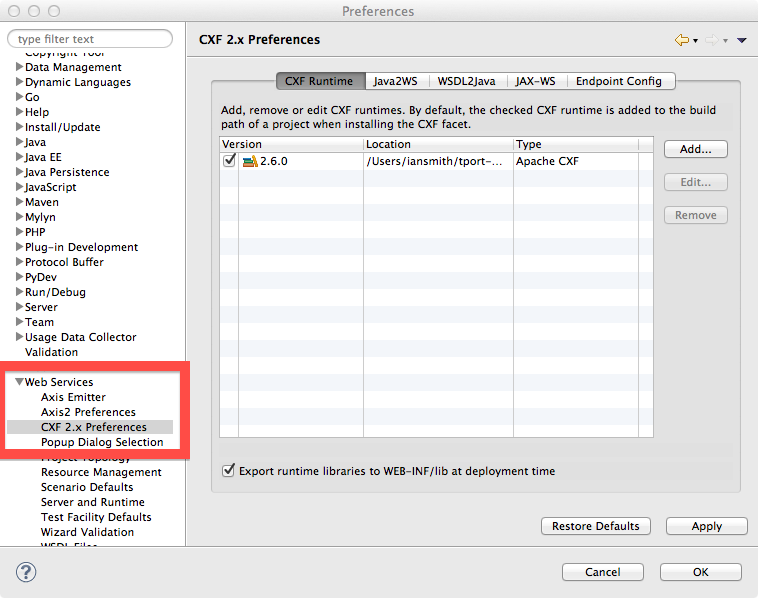 Preferences
type filter text
CXF 2.x Preferences
Copyright Tool
Data Management
Dynamic Languages
Go
Help
Install/Update
Java
Java EE
Java Persistence
JavaScript
Maven
Mylyn
PHP
Plug-in Development
Protocol Buffer
PyDev
Run/Debug
Server
Team
Usage Data Collector
Validation
Web Services
Axis Emitter
Axis2 Preferences
CXF 2.x Preferences
Popup Dialog Selection
Project Topology
Resource Management
Scenario Defaults
Server and Runtime
Test Facility Defaults
Wizard Validation
WSDL Files
CXF Runtime Java2WS WSDL2Java JAX-WS Endpoint Config
Add, remove or edit CXF runtimes. By default, the checked CXF runtime is added to the build
path of a project when installing the CXF facet.
Version Location Type
2.6.0 /Users/iansmith/tport-... Apache CXF
Add...
Edit...
Remove
Export runtime libraries to WEB-INF/lib at deployment time
Restore Defaults Apply
? Cancel OK